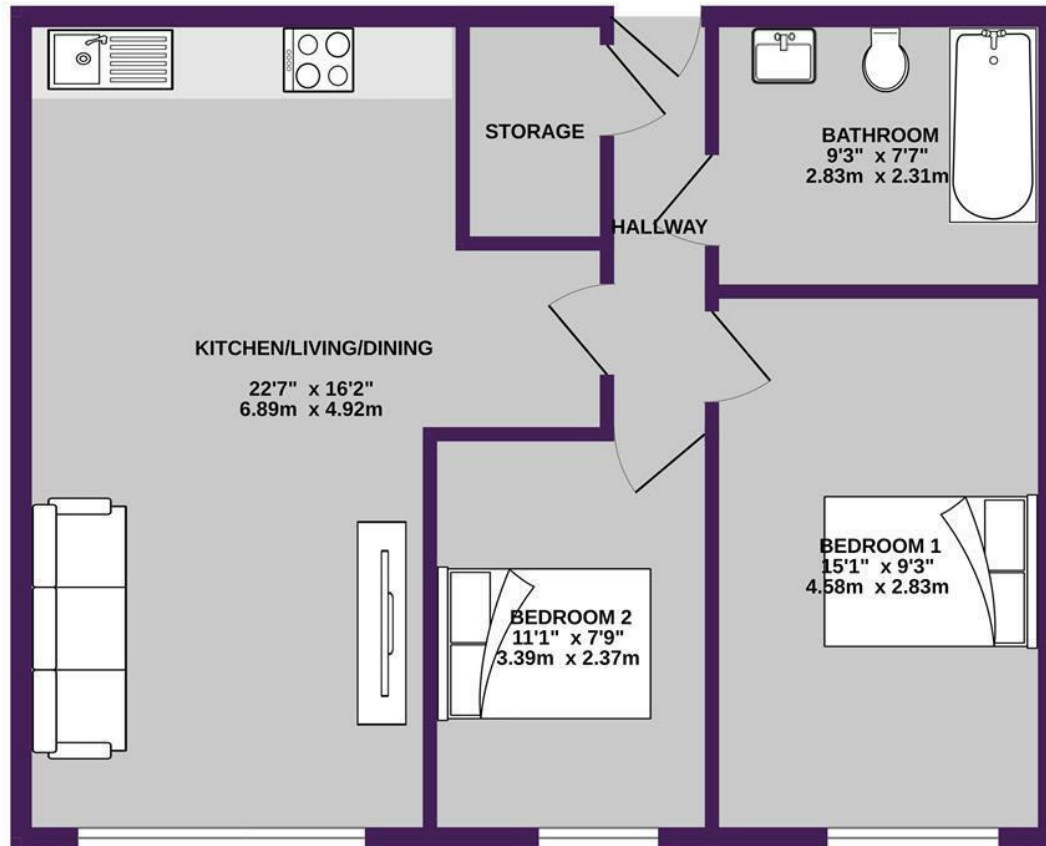 STORAGE
BATHROOM
9'3" x 7'7"
2.83m x 2.31m
HALLWAY
KITCHEN/LIVING/DINING
22'7" x 16'2"
6.89m x 4.92m
BEDROOM 1
15'1" x 9'3"
4.58m x 2.83m
BEDROOM 2
11'1" x 7'9"
3.39m x 2.37m